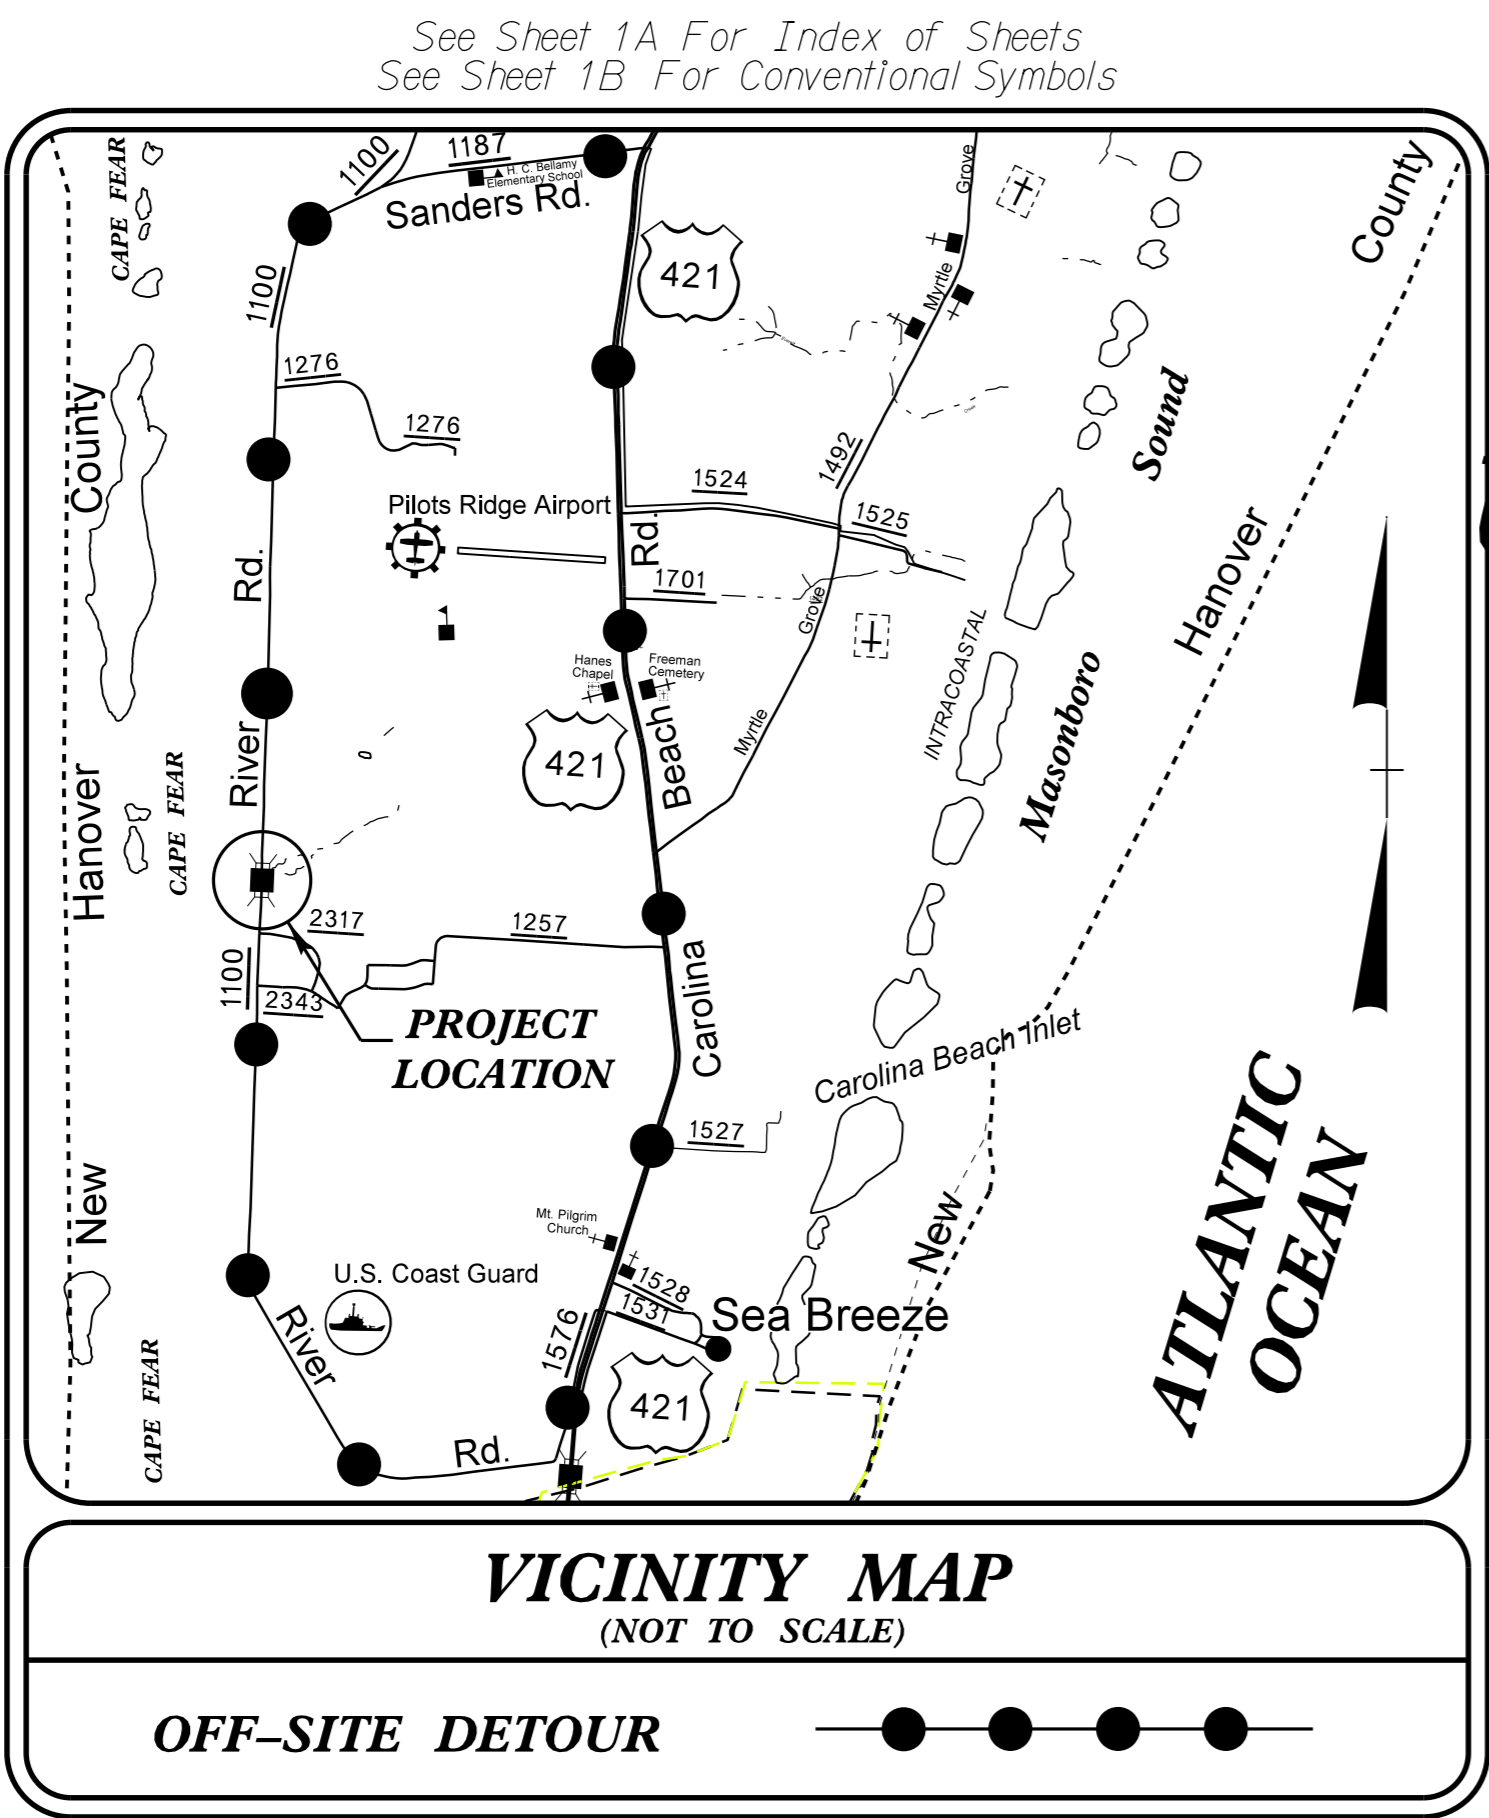 See Sheet 1A For Index of Sheets
See Sheet 1B For Conventional Symbols
CAPE FEAR
1100
1187
H. C. Bellamy
Elementary School
Sanders Rd.
Grove
County
421
Myrtle
1100
1276
1276
County
Sound
1492
1524
1525
Pilots Ridge Airport
Rd.
Rd.
1701
Grove
Hanover
INTRACOASTAL
Hanes
Chapel
Freeman
Cemetery
Masonboro
Myrtle
421
Beach
River
Hanover
CAPE FEAR
2317
1257
1100
2343
Carolina
PROJECT
LOCATION
Carolina Beach Inlet
ATLANTIC
OCEAN
1527
New
New
Mt. Pilgrim
Church
U.S. Coast Guard
1528
1531
Sea Breeze
1576
River
421
CAPE FEAR
Rd.
VICINITY MAP
(NOT TO SCALE)
OFF-SITE DETOUR